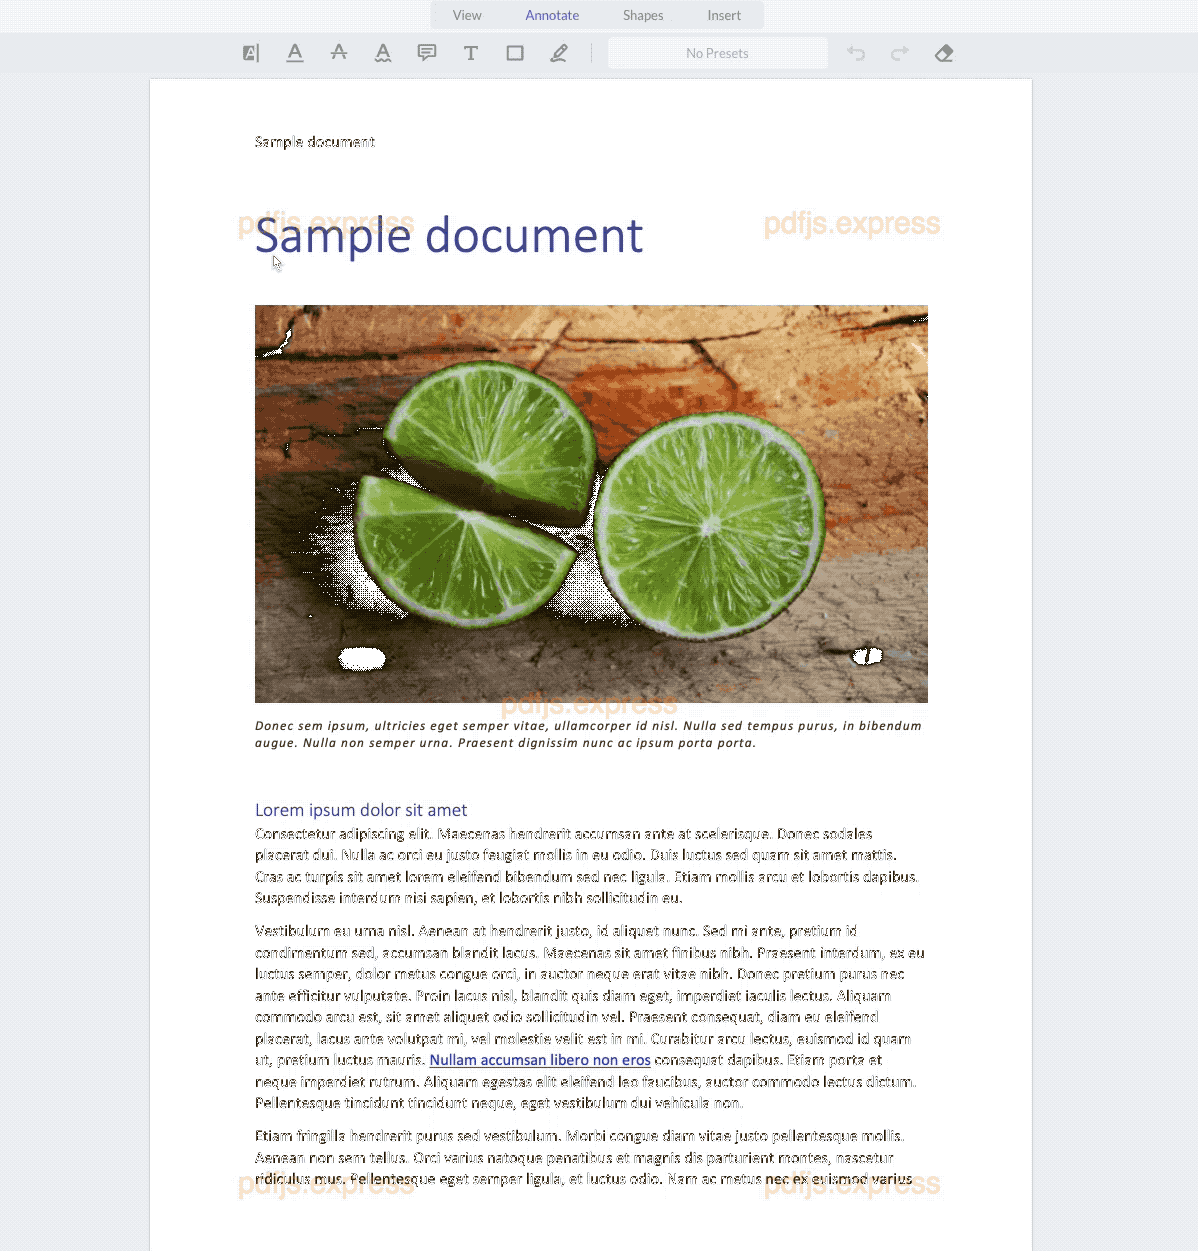 View Annotate Shapes Insert
No Presets
Sample document
pdfjs.express pdfjs.express
Sample document
pdfjs.express
Donec sem ipsum, ultricies eget semper vitae, ullamcorper id nisl. Nulla sed tempus purus, in bibendum
augue. Nulla non semper urna. Praesent dignissim nunc ac ipsum porta porta.
Lorem ipsum dolor sit amet
Consectetur adipiscing elit. Maecenas hendrerit accumsan ante at scelerisque. Donec sodales
placerat dui. Nulla ac orci eu justo feugiat mollis in eu odio. Duis luctus sed quam sit amet mattis.
Cras ac turpis sit amet lorem eleifend bibendum sed nec ligula. Etiam mollis arcu et lobortis dapibus.
Suspendisse interdum nisi sapien, et lobortis nibh sollicitudin eu.
Vestibulum eu urna nisl. Aenean at hendrerit justo, id aliquet nunc. Sed mi ante, pretium id
condimentum sed, accumsan blandit lacus. Maecenas sit amet finibus nibh. Praesent interdum, ex eu
luctus semper, dolor metus congue orci, in auctor neque erat vitae nibh. Donec pretium purus nec
ante efficitur vulputate. Proin lacus nisl, blandit quis diam eget, imperdiet iaculis lectus. Aliquam
commodo arcu est, sit amet aliquet odio sollicitudin vel. Praesent consequat, diam eu eleifend
placerat, lacus ante volutpat mi, vel molestie velit est in mi. Curabitur arcu lectus, euismod id quam
ut, pretium luctus mauris. Nullam accumsan libero non eros consequat dapibus. Etiam porta et
neque imperdiet rutrum. Aliquam egestas elit eleifend leo faucibus, auctor commodo lectus dictum.
Pellentesque tincidunt tincidunt neque, eget vestibulum dui vehicula non.
Etiam fringilla hendrerit purus sed vestibulum. Morbi congue diam vitae justo pellentesque mollis.
Aenean non sem tellus. Orci varius natoque penatibus et magnis dis parturient montes, nascetur
ridiculus mus. Pellentesque eget semper ligula, et luctus odio. Nam ac metus nec ex euismod varius
pdfjs.express pdfjs.express